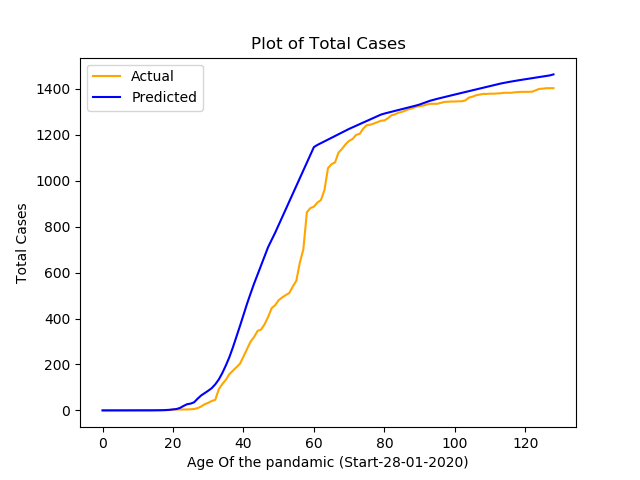 Plot of Total Cases
Actual
Predicted
1400
1200
1000
800
600
400
200
0
Total Cases
0 20 40 60 80 100 120
Age Of the pandamic (Start-28-01-2020)